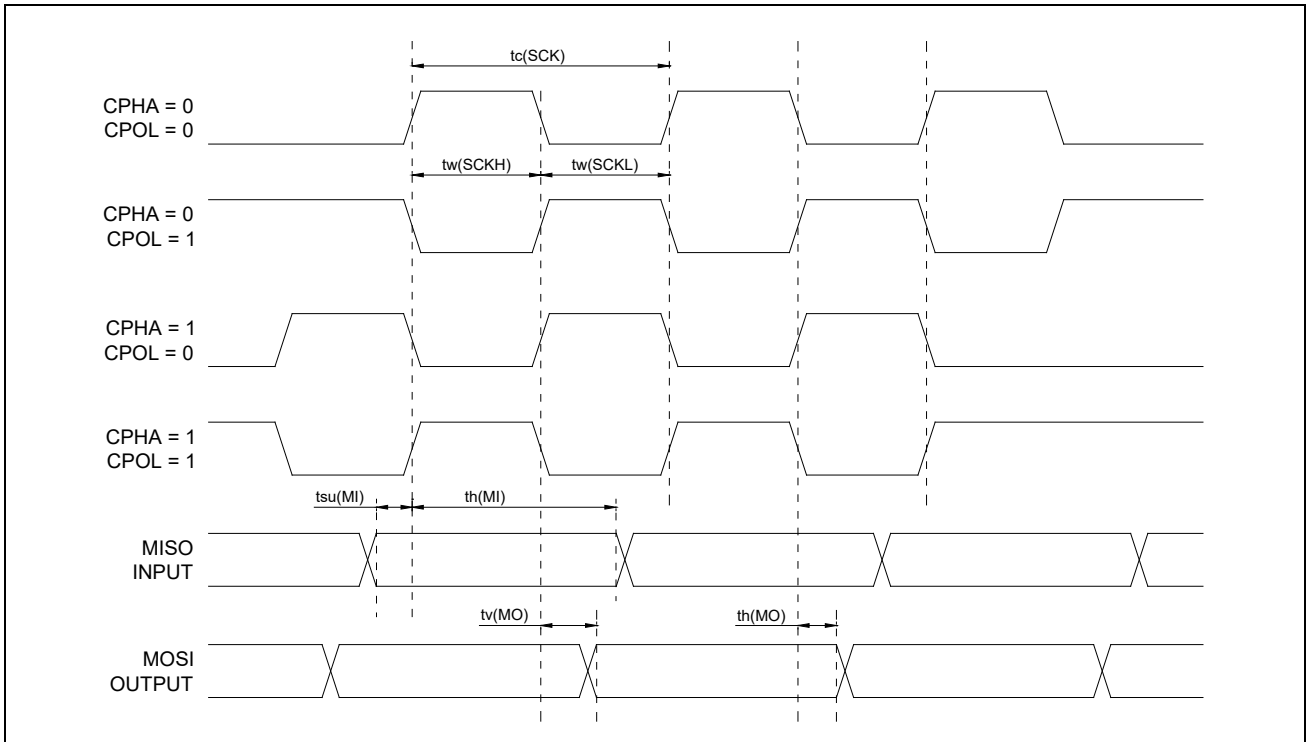 tc(SCK)
CPHA = 0
CPOL = 0
tw(SCKH)
tw(SCKL)
CPHA = 0
CPOL = 1
CPHA = 1
CPOL = 0
CPHA = 1
CPOL = 1
tsu(MI)
th(MI)
MISO
INPUT
tv(MO)
th(MO)
MOSI
OUTPUT